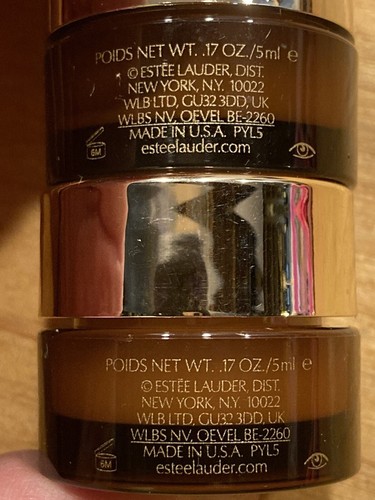 POIDS NET WT. .17 OZ./5ml ℮
© ESTÉE LAUDER, DIST.
NEW YORK, N.Y. 10022
WLB LTD, GU32 3DD, UK
WLBS NV, OEVEL BE-2260
6M MADE IN U.S.A. PYL5
esteelauder.com
POIDS NET WT. .17 OZ./5ml ℮
© ESTÉE LAUDER, DIST.
NEW YORK, N.Y. 10022
WLB LTD, GU32 3DD, UK
WLBS NV, OEVEL BE-2260
6M MADE IN U.S.A. PYL5
esteelauder.com